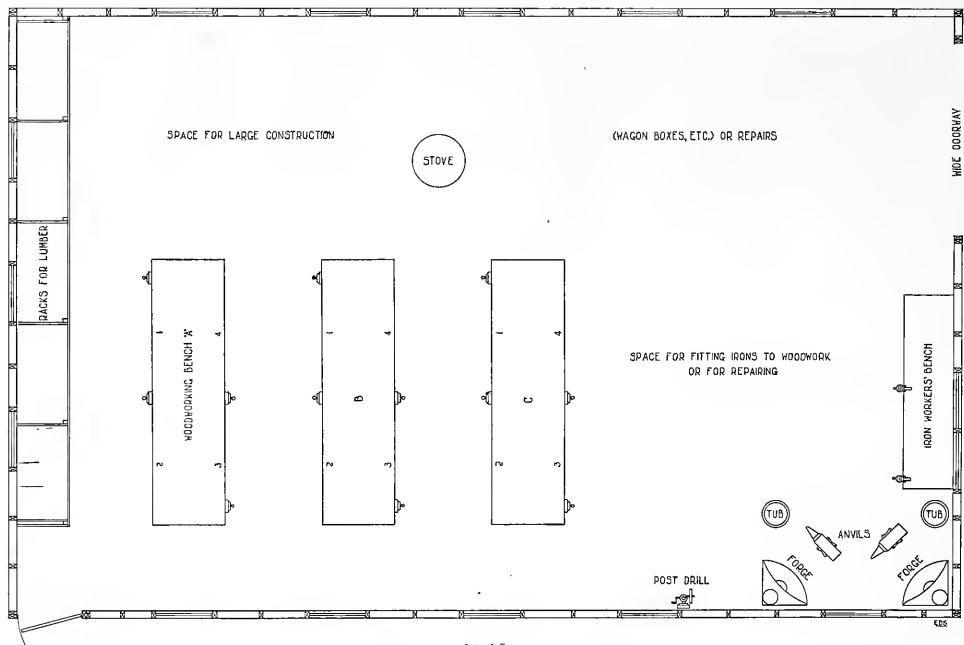 SPACE FOR LARGE CONSTRUCTION
(WAGON BOXES, ETC.) OR REPAIRS
WIDE DOORWAY
STOVE
RACKS FOR LUMBER
WOODWORKING BENCH "A"
1
4
2
3
B
1
4
2
3
C
1
4
2
3
SPACE FOR FITTING IRONS TO WOODWORK
OR FOR REPAIRING
IRON WORKERS' BENCH
TUB
ANVILS
TUB
FORGE
FORGE
POST DRILL